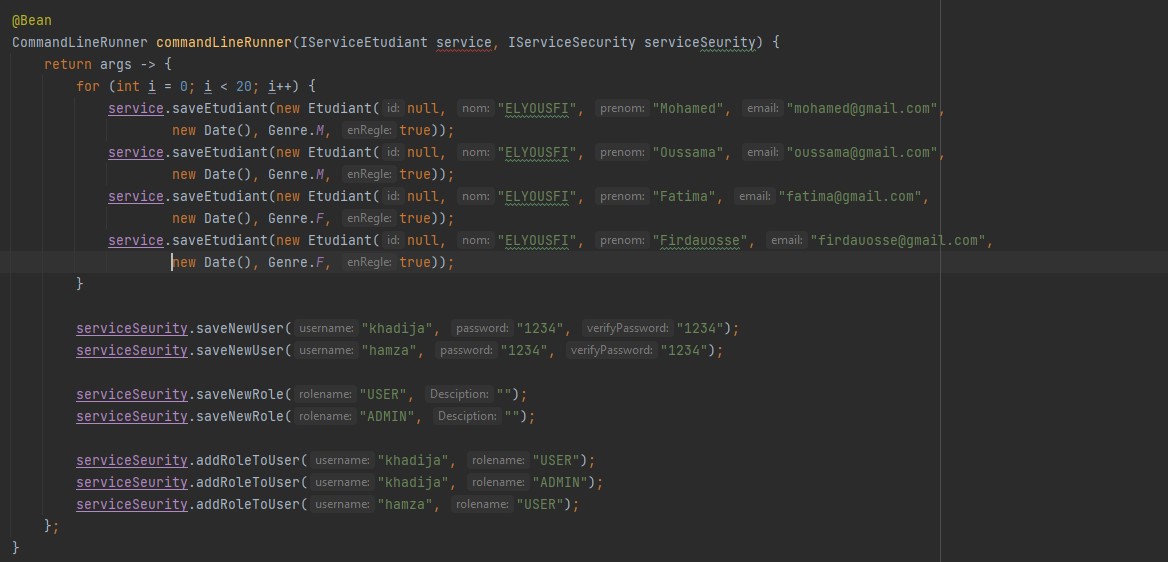 @Bean
CommandLineRunner commandLineRunner(IServiceEtudiant service, IServiceSecurity serviceSeurity) {
return args -> {
for (int i = 0; i < 20; i++) {
service.saveEtudiant(new Etudiant( id: null, nom: "ELYOUSFI", prenom: "Mohamed", email: "mohamed@gmail.com",
new Date(), Genre.M, enRegle: true));
service.saveEtudiant(new Etudiant( id: null, nom: "ELYOUSFI", prenom: "Oussama", email: "oussama@gmail.com",
new Date(), Genre.M, enRegle: true));
service.saveEtudiant(new Etudiant( id: null, nom: "ELYOUSFI", prenom: "Fatima", email: "fatima@gmail.com",
new Date(), Genre.F, enRegle: true));
service.saveEtudiant(new Etudiant( id: null, nom: "ELYOUSFI", prenom: "Firdavosse", email: "firdavosse@gmail.com",
new Date(), Genre.F, enRegle: true));
}
serviceSeurity.saveNewUser( username: "khadija", password: "1234", verifyPassword: "1234");
serviceSeurity.saveNewUser( username: "hamza", password: "1234", verifyPassword: "1234");
serviceSeurity.saveNewRole( rolename: "USER", Desciption: "");
serviceSeurity.saveNewRole( rolename: "ADMIN", Desciption: "");
serviceSeurity.addRoleToUser( username: "khadija", rolename: "USER");
serviceSeurity.addRoleToUser( username: "khadija", rolename: "ADMIN");
serviceSeurity.addRoleToUser( username: "hamza", rolename: "USER");
};
}